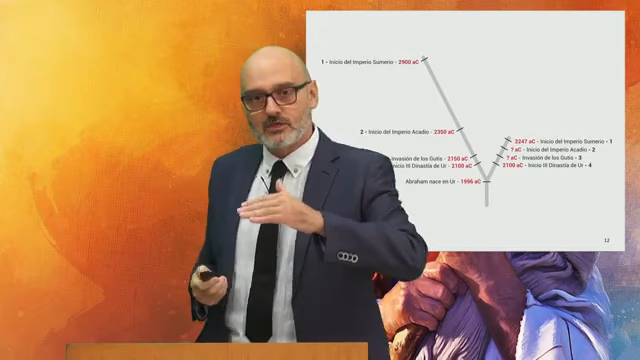 1 - Inicio del Imperio Sumerio - 2900 aC
2 - Inicio del Imperio Acadio - 2350 aC
2247 aC - Inicio del Imperio Sumerio - 1
? aC - Inicio del Imperio Acadio - 2
invasión de los Gutis - 2150 aC
? aC - Invasión de los Gutis - 3
Inicio III Dinastía de Ur - 2100 aC
2100 aC - Inicio III Dinastía de Ur - 4
Abraham nace en Ur - 1996 aC
12